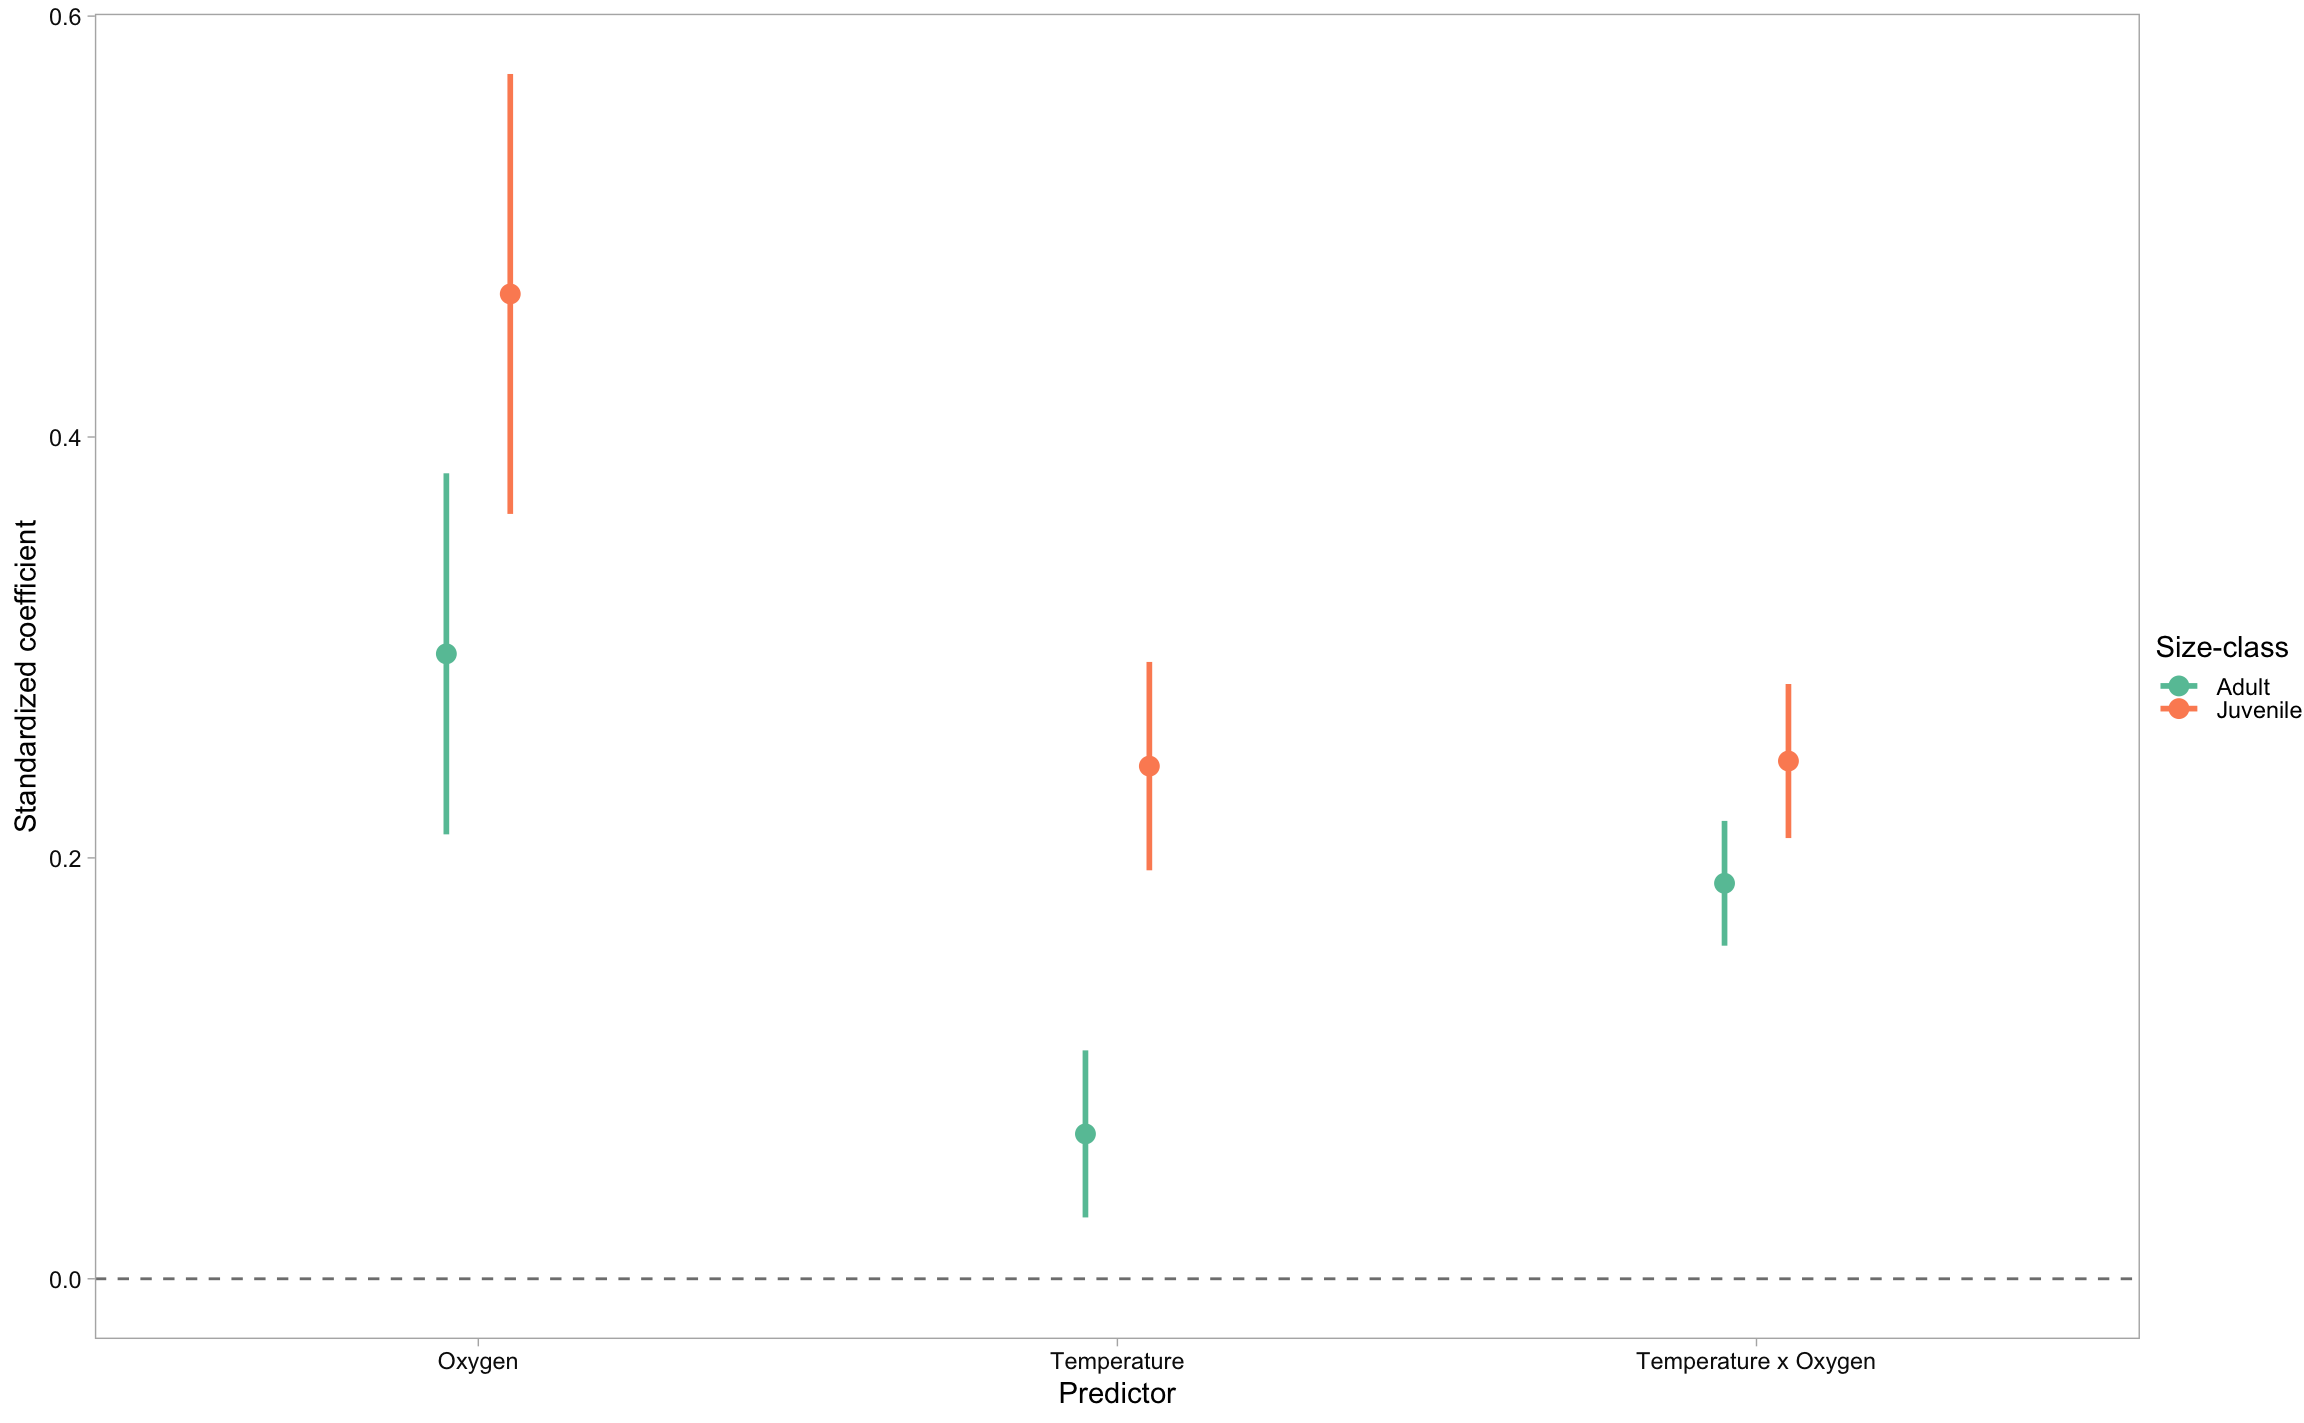 Standardized coefficient
0.6
0.4
0.2
0.0
Oxygen
Temperature
Temperature x Oxygen
Predictor
Size-class
Adult
Juvenile